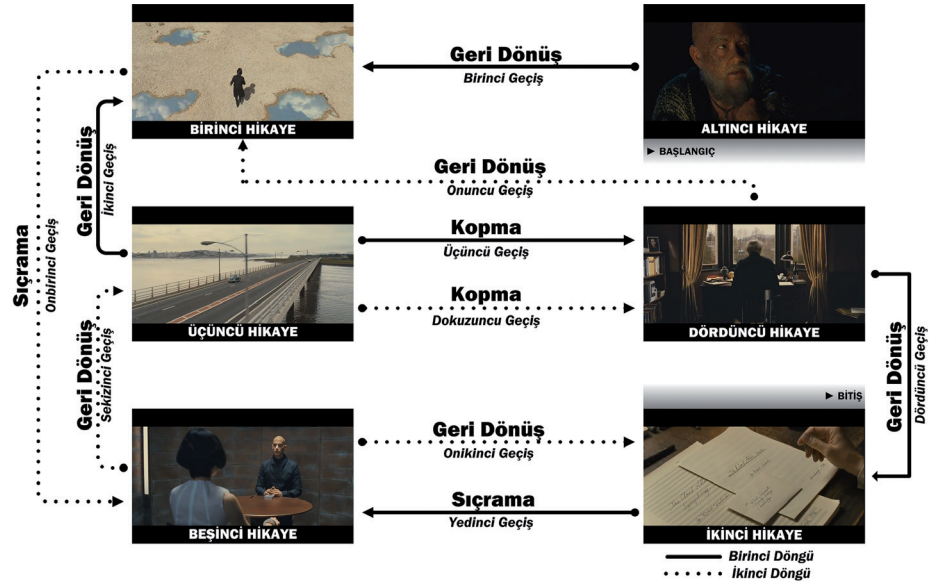 Geri Dönüş
Birinci Geçiş
BİRİNCİ HİKAYE
ALTINCI HİKAYE
► BAŞLANGIÇ
Geri Dönüş
Onuncu Geçiş
Sıçrama
Onbirinci Geçiş
Geri Dönüş
İkinci Geçiş
Kopma
Üçüncü Geçiş
Kopma
Dokuzuncu Geçiş
ÜÇÜNCÜ HİKAYE
DÖRDÜNCÜ HİKAYE
Geri Dönüş
Sekizinci Geçiş
Geri Dönüş
Dördüncü Geçiş
► BİTİŞ
Geri Dönüş
Onikinci Geçiş
Sıçrama
Yedinci Geçiş
BEŞİNCİ HİKAYE
İKİNCİ HİKAYE
Birinci Döngü
İkinci Döngü